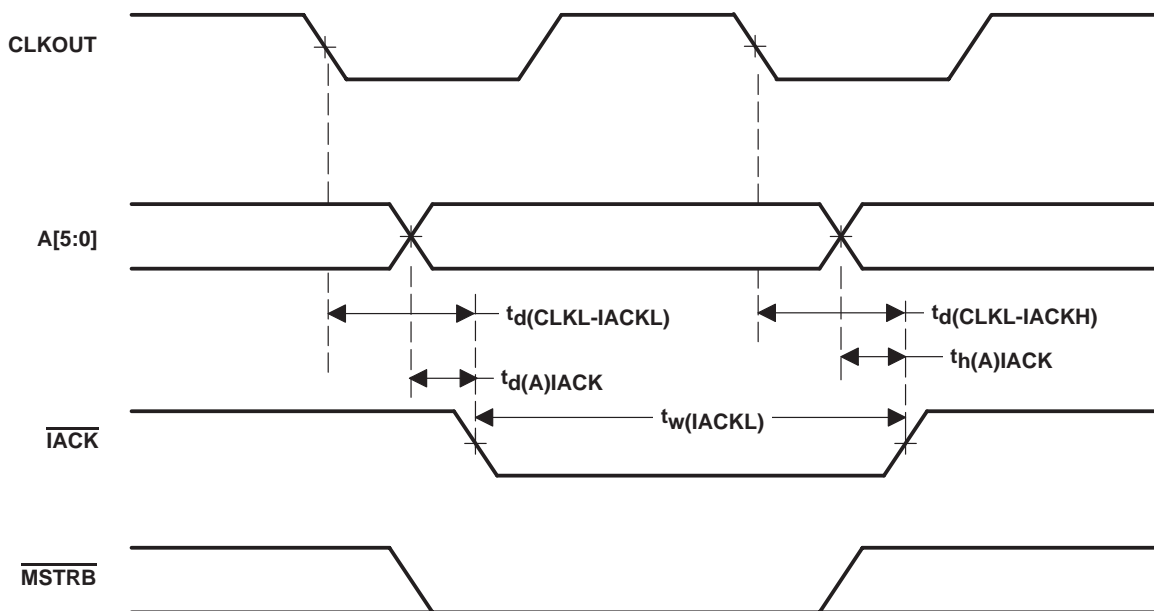 CLKOUT
A[5:0]
td(CLKL-IACKL)
td(CLKL-IACKH)
th(A)IACK
td(A)IACK
tw(IACKL)
IACK
MSTRB